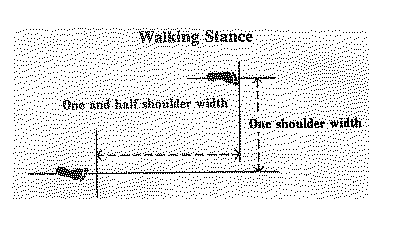 Walking Stance
One and half shoulder width
One shoulder width